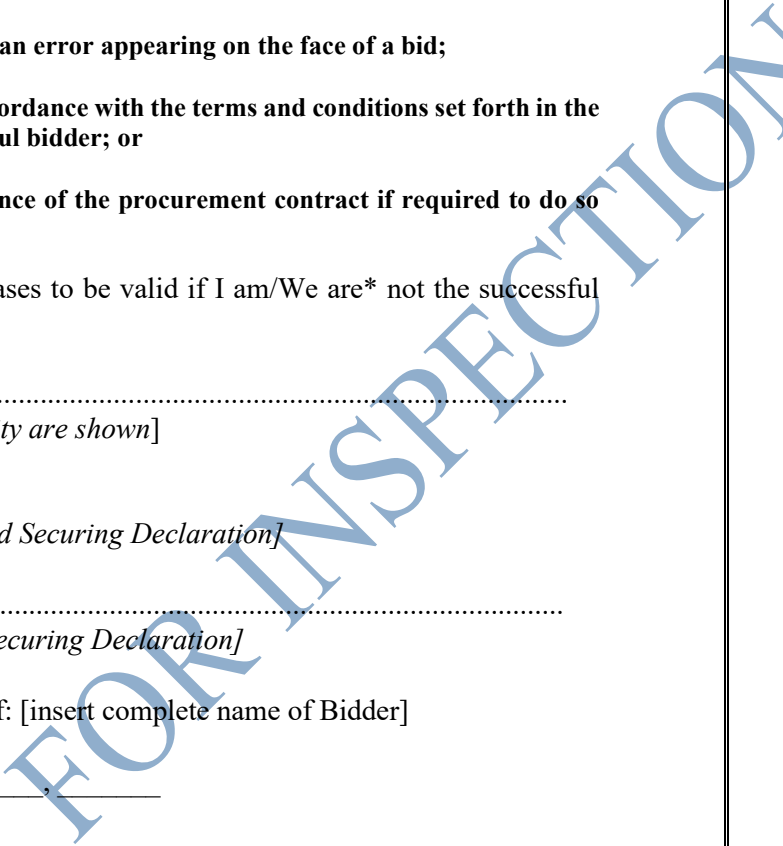 an error appearing on the face of a bid;
ordance with the terms and conditions set forth in the
ul bidder; or
nce of the procurement contract if required to do so
ases to be valid if I am/We are* not the successful
................................................................................
ty are shown]
d Securing Declaration]
................................................................................
ecuring Declaration]
f: [insert complete name of Bidder]
___, _______
FOR INSPECTION